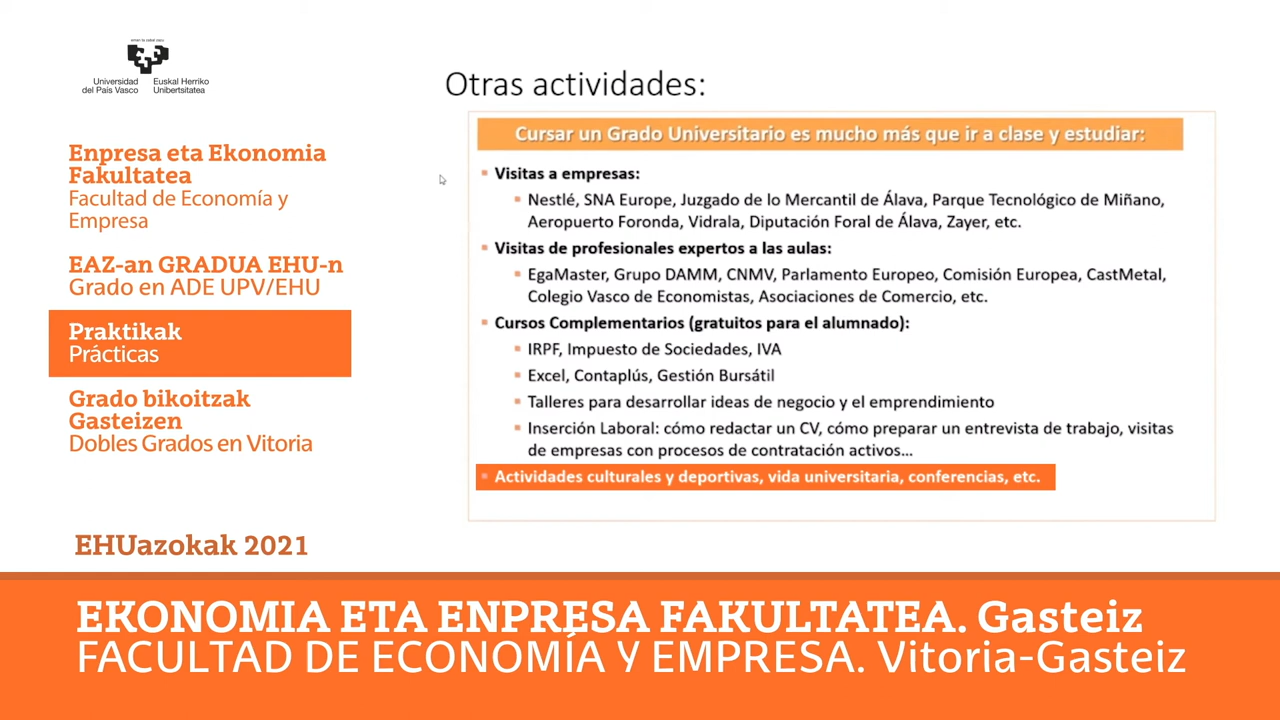 Universidad
del País Vasco
Euskal Herriko
Unibertsitatea
Enpresa eta Ekonomia
Fakultatea
Facultad de Economía y
Empresa
EAZ-an GRADUA EHU-n
Grado en ADE UPV/EHU
Praktikak
Prácticas
Grado bikoitzak
Gasteizen
Dobles Grados en Vitoria
EHUazokak 2021
Otras actividades:
Cursar un Grado Universitario es mucho más que ir a clase y estudiar:
Visitas a empresas:
Nestlé, SNA Europe, Juzgado de lo Mercantil de Álava, Parque Tecnológico de Miñano,
Aeropuerto Foronda, Vidrala, Diputación Foral de Álava, Zayer, etc.
Visitas de profesionales expertos a las aulas:
EgaMaster, Grupo DAMM, CNMV, Parlamento Europeo, Comisión Europea, CastMetal,
Colegio Vasco de Economistas, Asociaciones de Comercio, etc.
Cursos Complementarios (gratuitos para el alumnado):
IRPF, Impuesto de Sociedades, IVA
Excel, Contaplús, Gestión Bursátil
Talleres para desarrollar ideas de negocio y el emprendimiento
Inserción Laboral: cómo redactar un CV, cómo preparar un entrevista de trabajo, visitas
de empresas con procesos de contratación activos...
Actividades culturales y deportivas, vida universitaria, conferencias, etc.
EKONOMIA ETA ENPRESA FAKULTATEA. Gasteiz
FACULTAD DE ECONOMÍA Y EMPRESA. Vitoria-Gasteiz